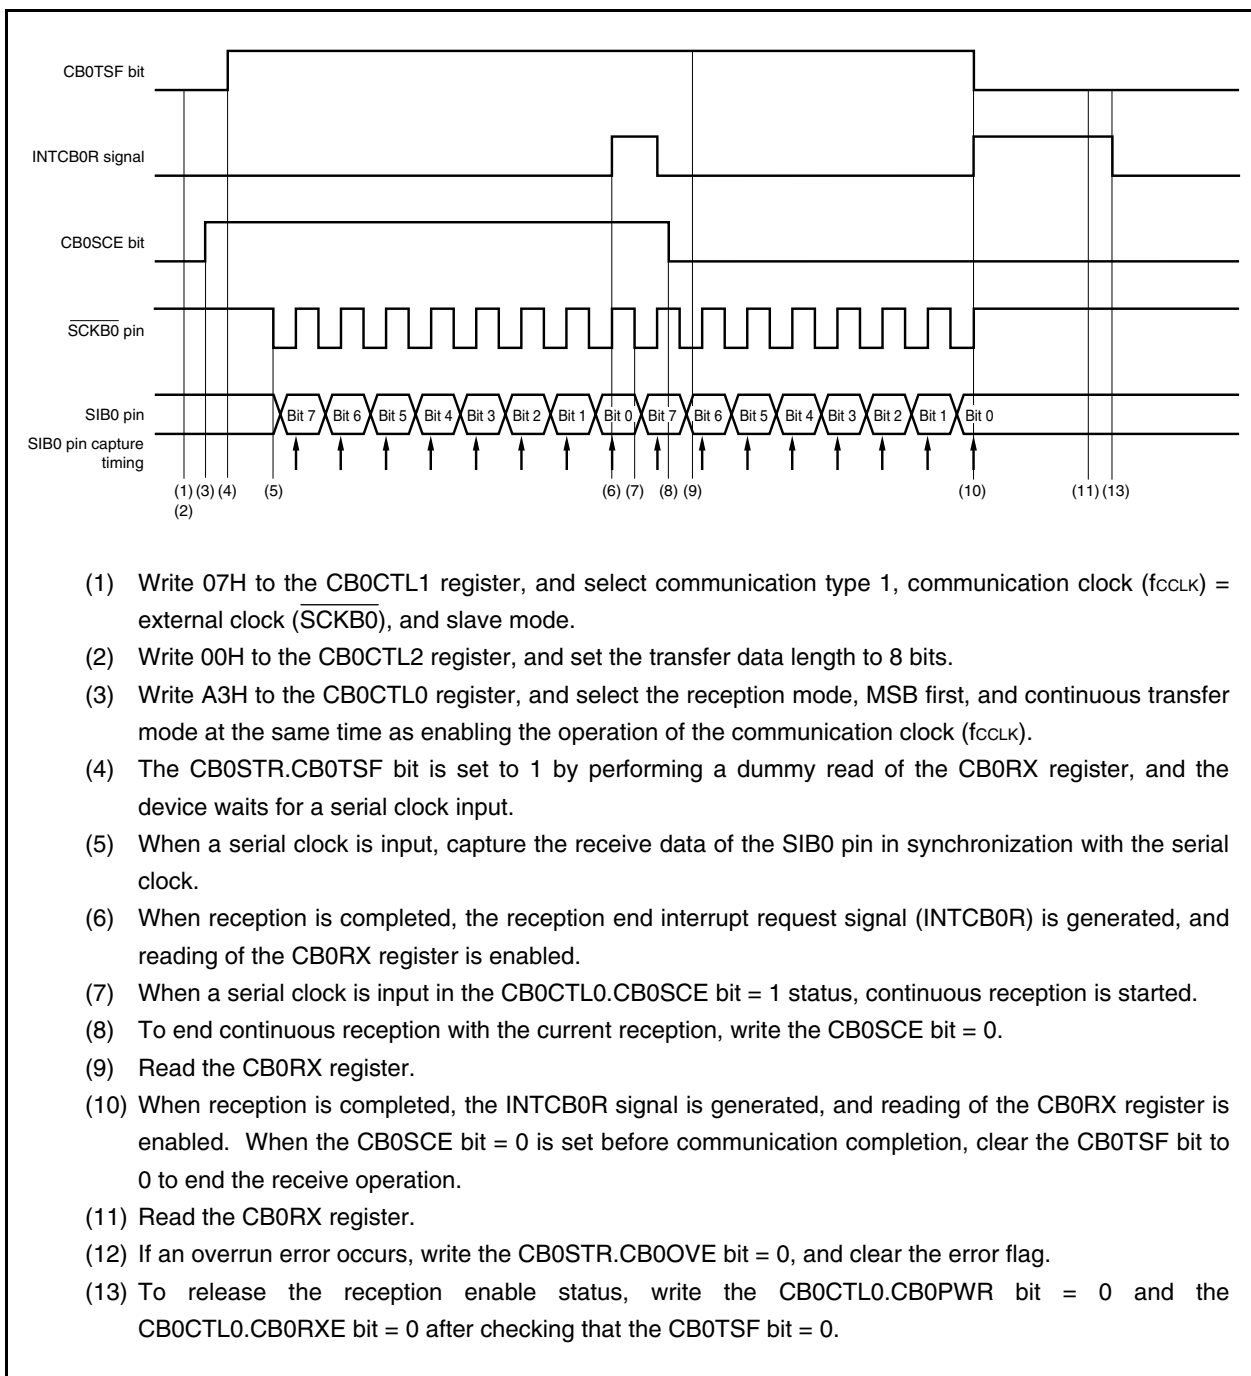 CB0TSF bit
INTCB0R signal
CB0SCE bit
SCKB0 pin
SIB0 pin
Bit 7 Bit 6 Bit 5 Bit 4 Bit 3 Bit 2 Bit 1 Bit 0 Bit 7 Bit 6 Bit 5 Bit 4 Bit 3 Bit 2 Bit 1 Bit 0
SIB0 pin capture
timing
(1) (3) (4) (5) (6) (7) (8) (9) (10) (11) (13)
(2)
(1) Write 07H to the CB0CTL1 register, and select communication type 1, communication clock (fCCLK) =
external clock (SCKB0), and slave mode.
(2) Write 00H to the CB0CTL2 register, and set the transfer data length to 8 bits.
(3) Write A3H to the CB0CTL0 register, and select the reception mode, MSB first, and continuous transfer
mode at the same time as enabling the operation of the communication clock (fCCLK).
(4) The CB0STR.CB0TSF bit is set to 1 by performing a dummy read of the CB0RX register, and the
device waits for a serial clock input.
(5) When a serial clock is input, capture the receive data of the SIB0 pin in synchronization with the serial
clock.
(6) When reception is completed, the reception end interrupt request signal (INTCB0R) is generated, and
reading of the CB0RX register is enabled.
(7) When a serial clock is input in the CB0CTL0.CB0SCE bit = 1 status, continuous reception is started.
(8) To end continuous reception with the current reception, write the CB0SCE bit = 0.
(9) Read the CB0RX register.
(10) When reception is completed, the INTCB0R signal is generated, and reading of the CB0RX register is
enabled. When the CB0SCE bit = 0 is set before communication completion, clear the CB0TSF bit to
0 to end the receive operation.
(11) Read the CB0RX register.
(12) If an overrun error occurs, write the CB0STR.CB0OVE bit = 0, and clear the error flag.
(13) To release the reception enable status, write the CB0CTL0.CB0PWR bit = 0 and the
CB0CTL0.CB0RXE bit = 0 after checking that the CB0TSF bit = 0.